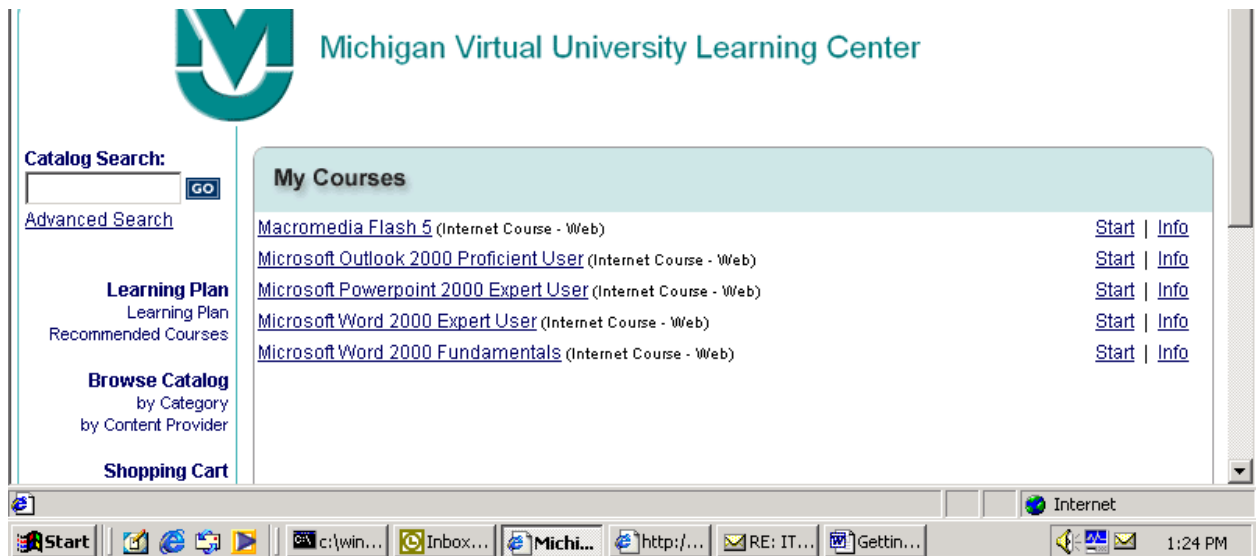 Michigan Virtual University Learning Center
Catalog Search:
GO
Advanced Search
Learning Plan
Learning Plan
Recommended Courses
Browse Catalog
by Category
by Content Provider
Shopping Cart
My Courses
Macromedia Flash 5 (Internet Course - Web) Start | Info
Microsoft Outlook 2000 Proficient User (Internet Course - Web) Start | Info
Microsoft Powerpoint 2000 Expert User (Internet Course - Web) Start | Info
Microsoft Word 2000 Expert User (Internet Course - Web) Start | Info
Microsoft Word 2000 Fundamentals (Internet Course - Web) Start | Info
Internet
Start c:\win... Inbox... Michi... http:/... RE: IT... Gettin... 1:24 PM